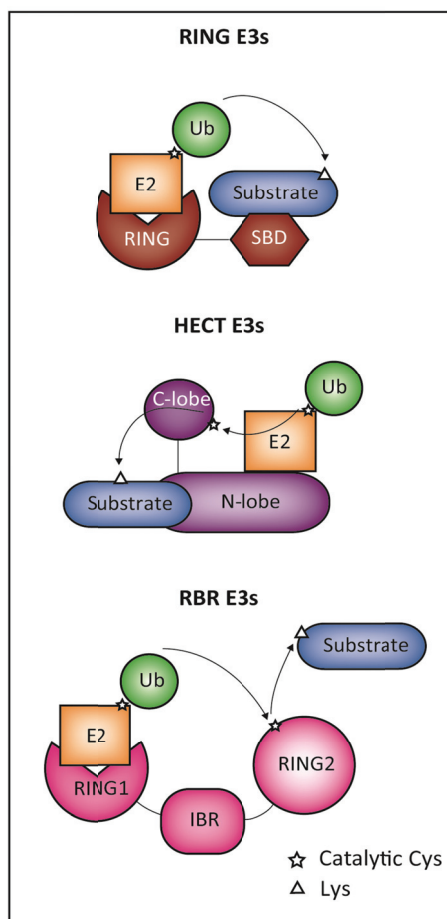 RING E3s
Ub
E2
Substrate
RING
SBD
HECT E3s
C-lobe
Ub
E2
Substrate
N-lobe
RBR E3s
Substrate
Ub
E2
RING2
RING1
IBR
Catalytic Cys
Lys